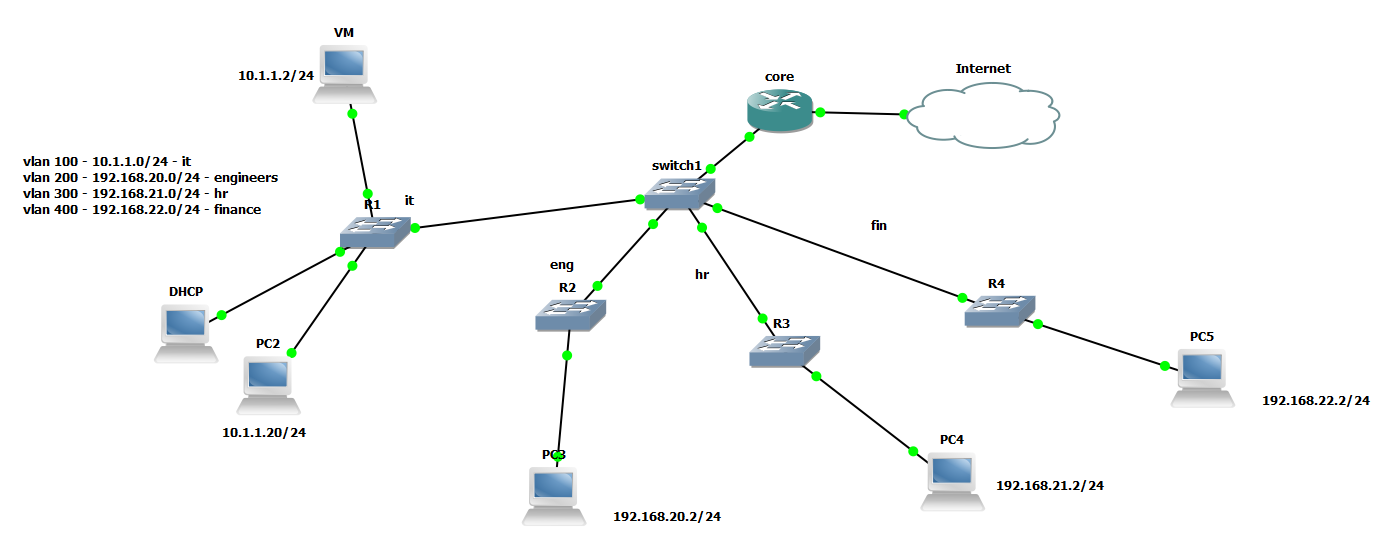 VM
10.1.1.2/24
core
Internet
vlan 100 - 10.1.1.0/24 - it
vlan 200 - 192.168.20.0/24 - engineers
vlan 300 - 192.168.21.0/24 - hr
vlan 400 - 192.168.22.0/24 - finance
switch1
R1
it
fin
eng
hr
R2
R4
DHCP
R3
PC2
PC5
10.1.1.20/24
192.168.22.2/24
PC3
PC4
192.168.21.2/24
192.168.20.2/24